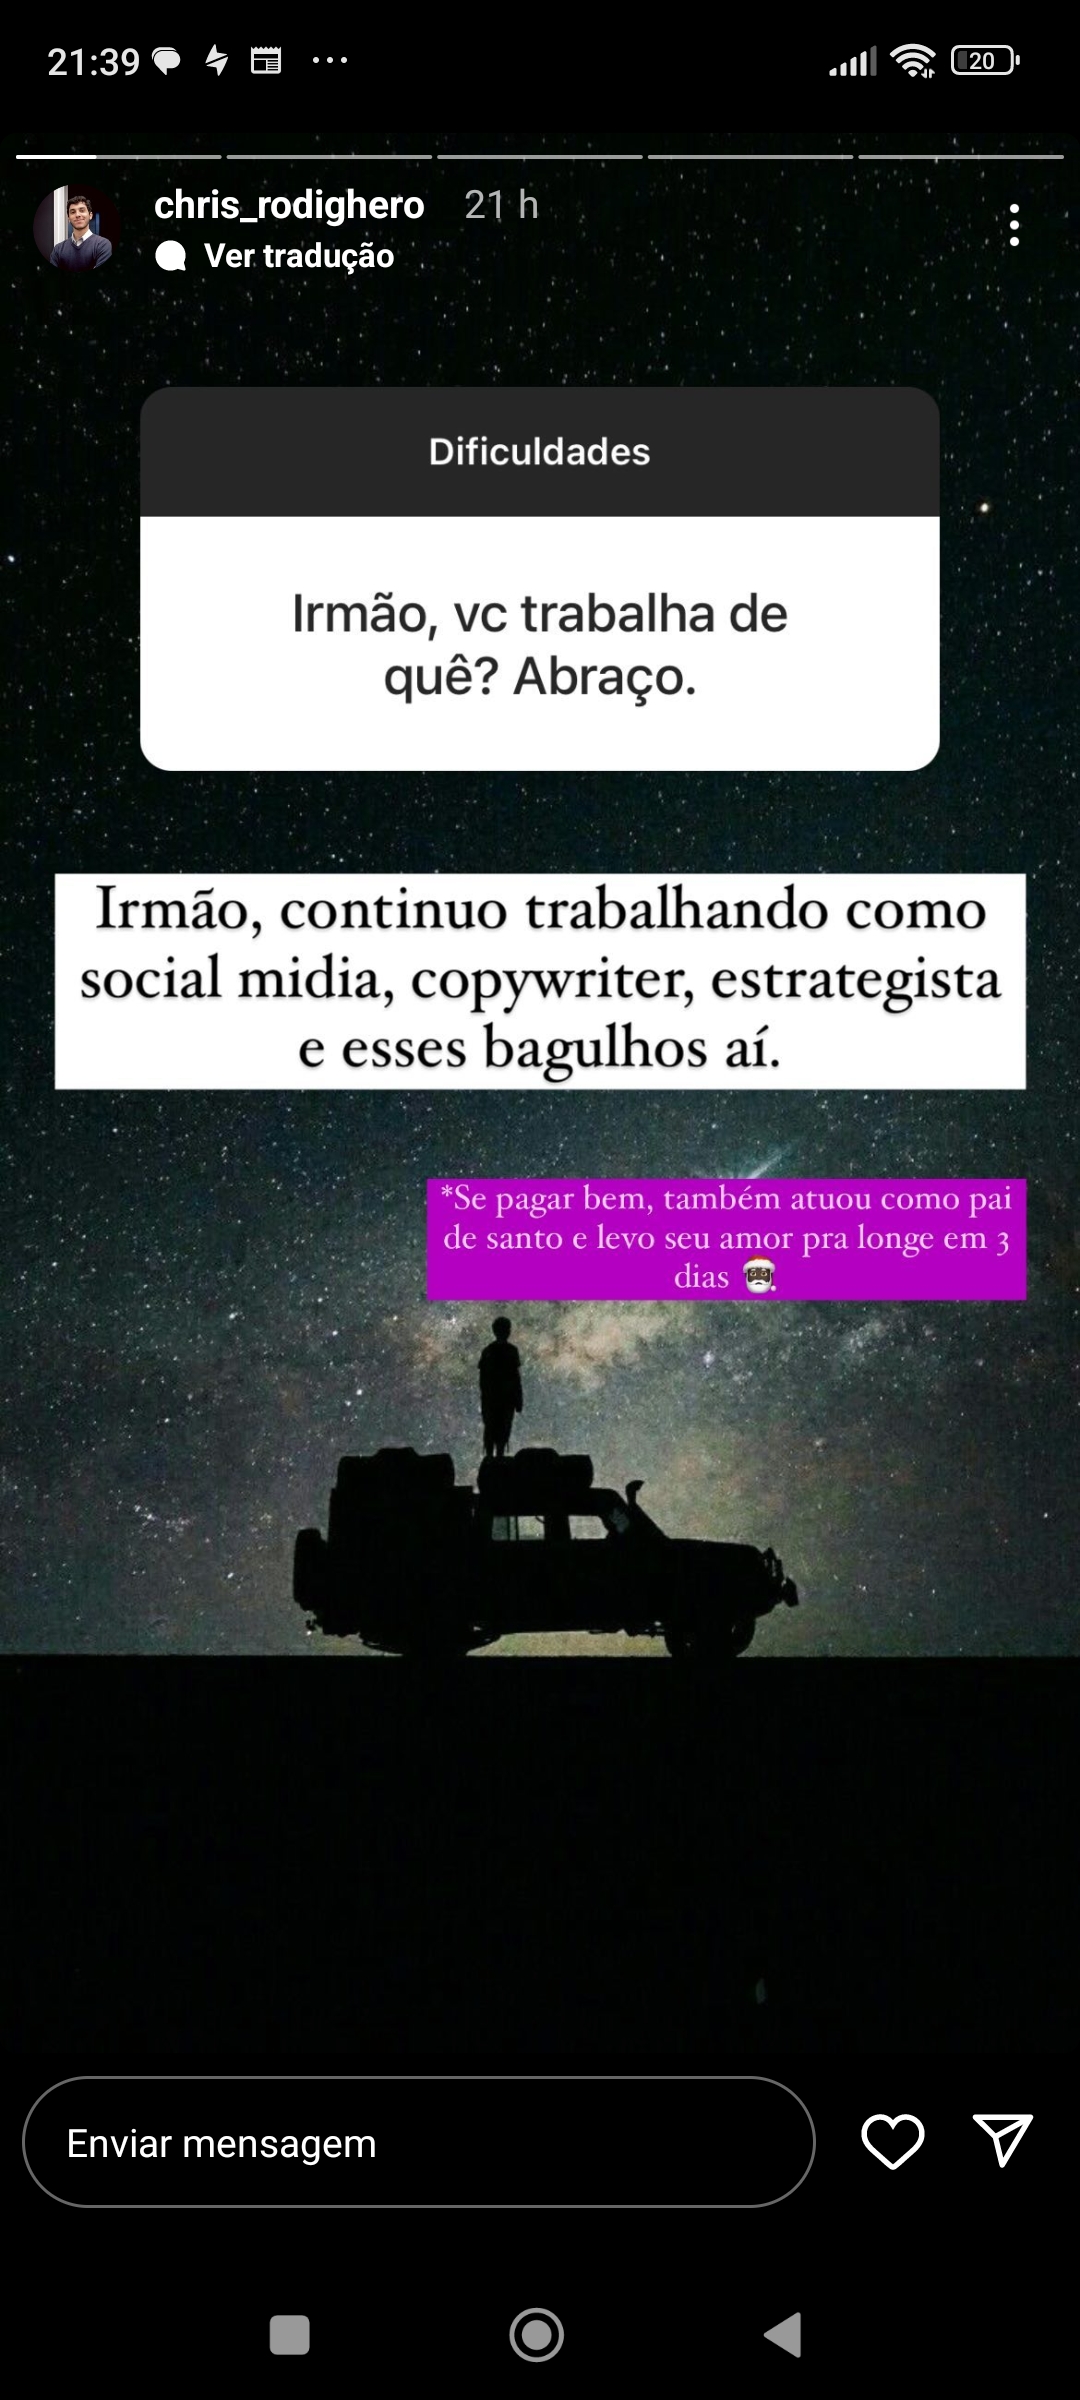 21:39
20
chris_rodighero 21 h
Ver tradução
Dificuldades
Irmão, vc trabalha de
quê? Abraço.
Irmão, continuo trabalhando como
social midia, copywriter, estrategista
e esses bagulhos aí.
*Se pagar bem, também atuou como pai
de santo e levo seu amor pra longe em 3
dias 🎅🏿.
Enviar mensagem